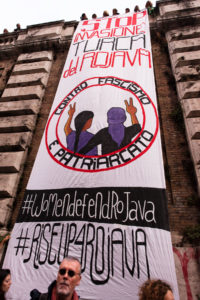 STOP
INVASIONE
TURCA
del ROJAVA
CONTRO FASCISMO
E PATRIARCATO
#WomendefendRojava
#RISEUP4ROJAVA